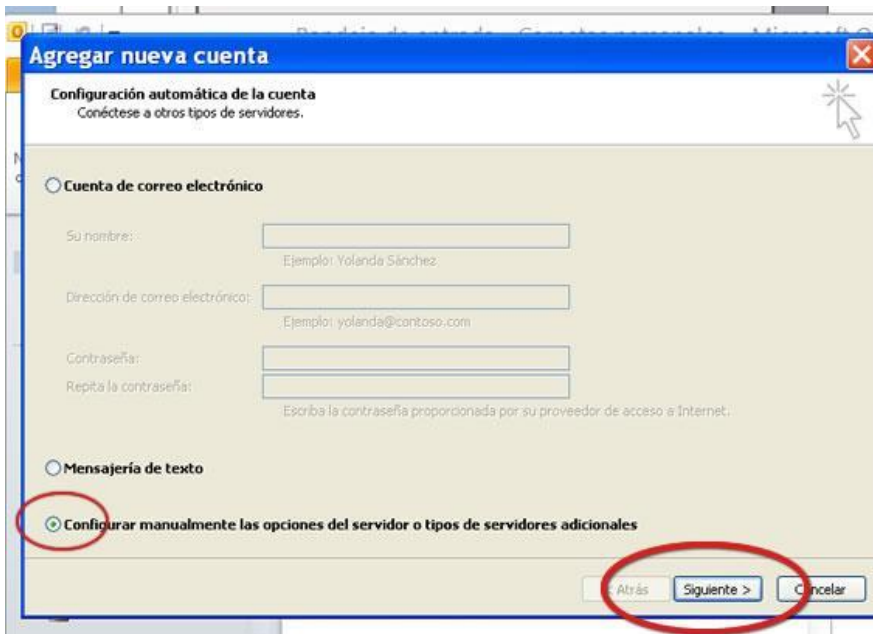 Agregar nueva cuenta
Configuración automática de la cuenta
Conéctese a otros tipos de servidores.
Cuenta de correo electrónico
Su nombre:
Ejemplo: Yolanda Sánchez
Dirección de correo electrónico:
Ejemplo: yolanda@contoso.com
Contraseña:
Repita la contraseña:
Escriba la contraseña proporcionada por su proveedor de acceso a Internet.
Mensajería de texto
Configurar manualmente las opciones del servidor o tipos de servidores adicionales
< Atrás Siguiente > Cancelar